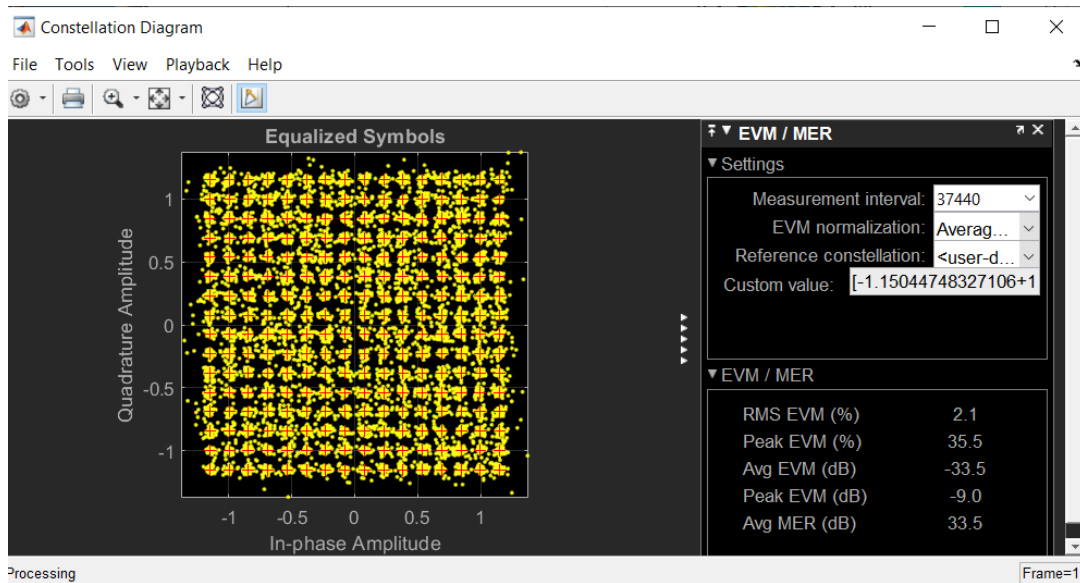 Constellation Diagram
File Tools View Playback Help
Equalized Symbols
Quadrature Amplitude
1
0.5
0
-0.5
-1
-1 -0.5 0 0.5 1
In-phase Amplitude
EVM / MER
Settings
Measurement interval: 37440
EVM normalization: Averag...
Reference constellation: <user-d...
Custom value: [-1.15044748327106+1
EVM / MER
RMS EVM (%) 2.1
Peak EVM (%) 35.5
Avg EVM (dB) -33.5
Peak EVM (dB) -9.0
Avg MER (dB) 33.5
Processing
Frame=1